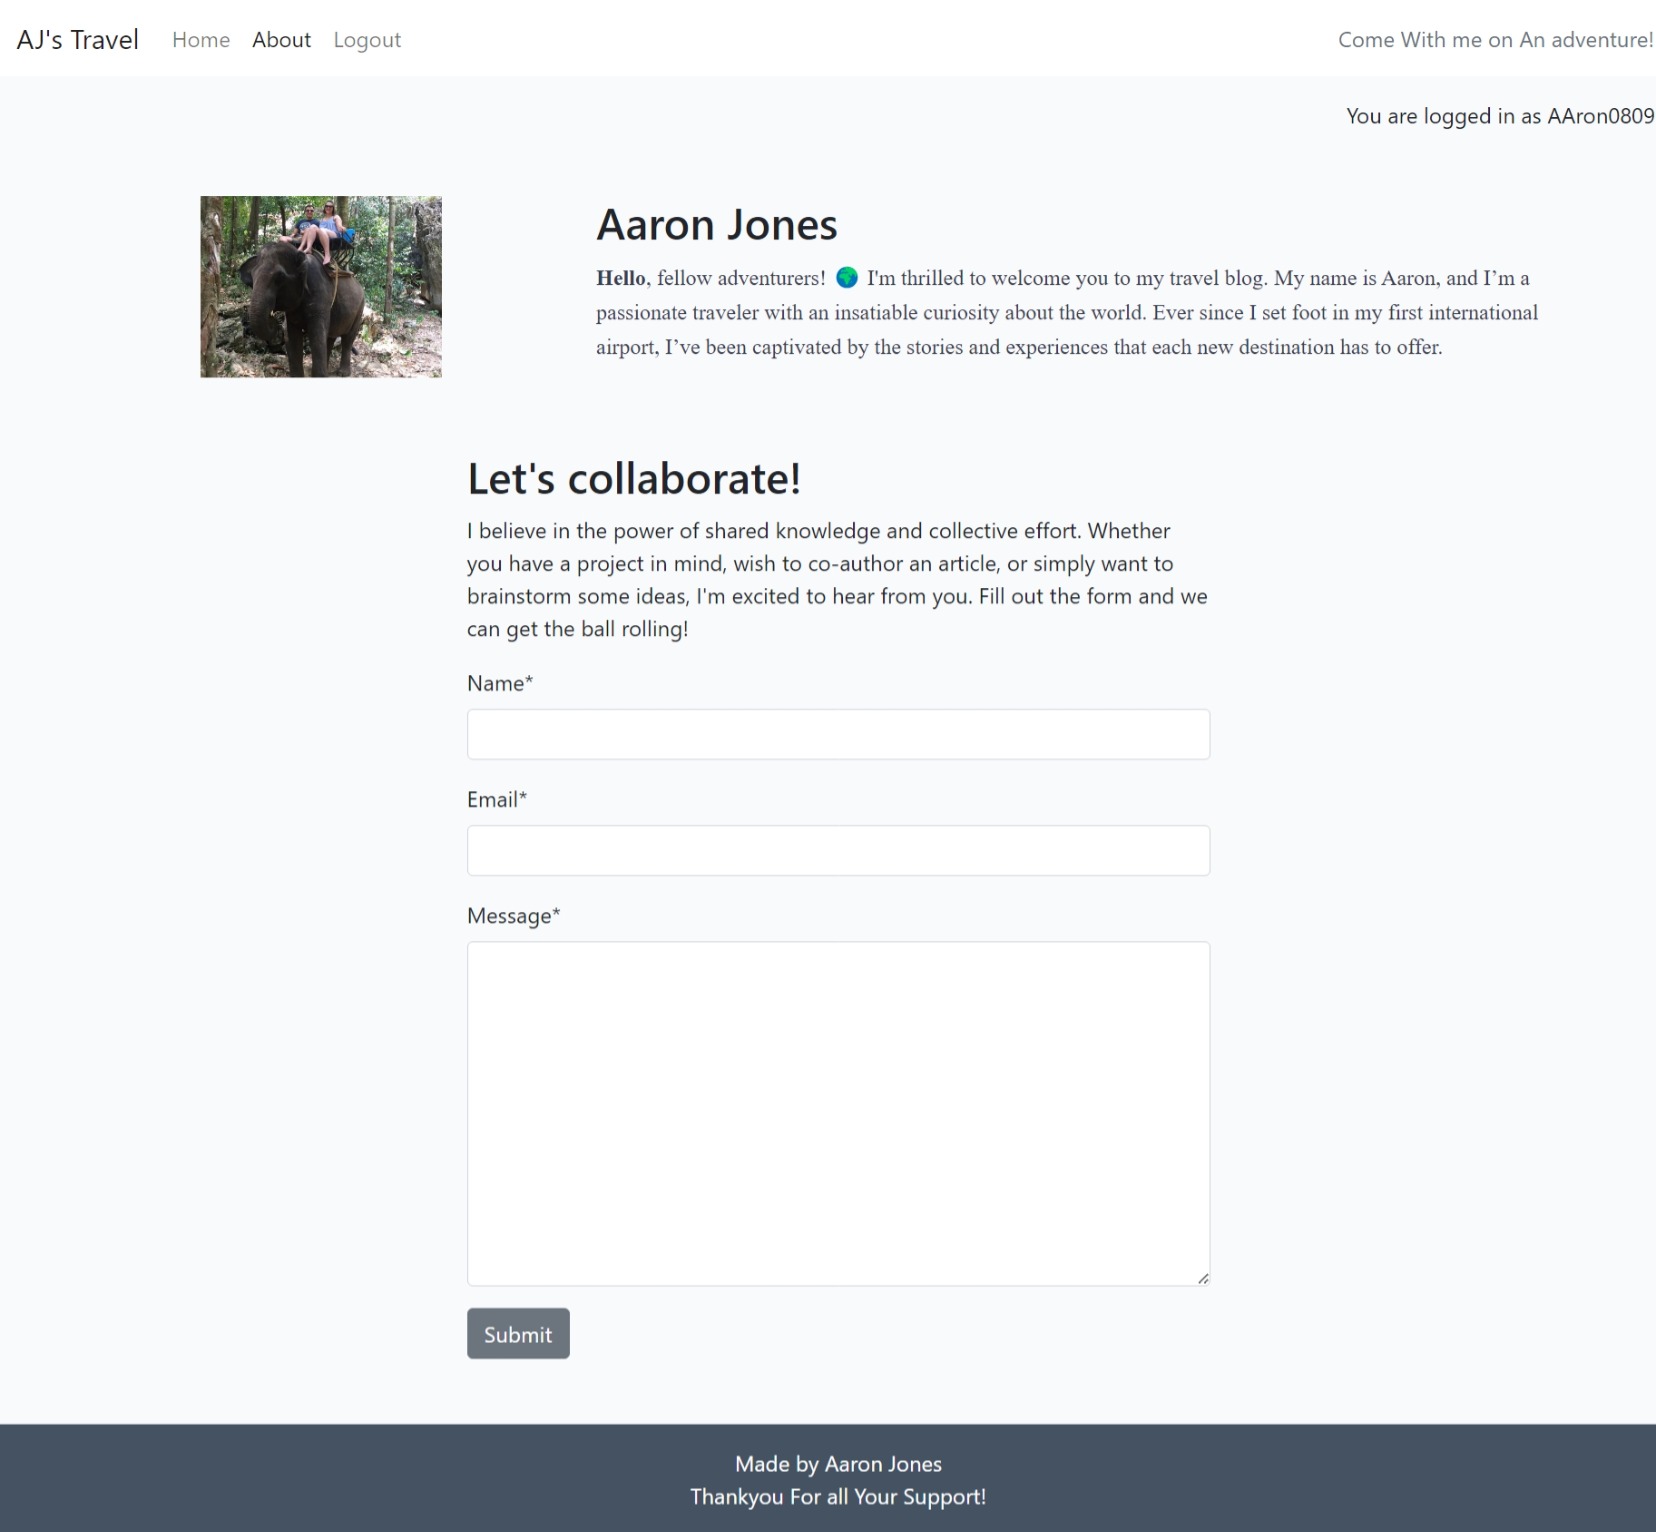 AJ's Travel Home About Logout Come With me on An adventure!
You are logged in as AAron0809
Aaron Jones
Hello, fellow adventurers! 🌍 I'm thrilled to welcome you to my travel blog. My name is Aaron, and I’m a
passionate traveler with an insatiable curiosity about the world. Ever since I set foot in my first international
airport, I’ve been captivated by the stories and experiences that each new destination has to offer.
Let's collaborate!
I believe in the power of shared knowledge and collective effort. Whether
you have a project in mind, wish to co-author an article, or simply want to
brainstorm some ideas, I'm excited to hear from you. Fill out the form and we
can get the ball rolling!
Name*
Email*
Message*
Submit
Made by Aaron Jones
Thankyou For all Your Support!